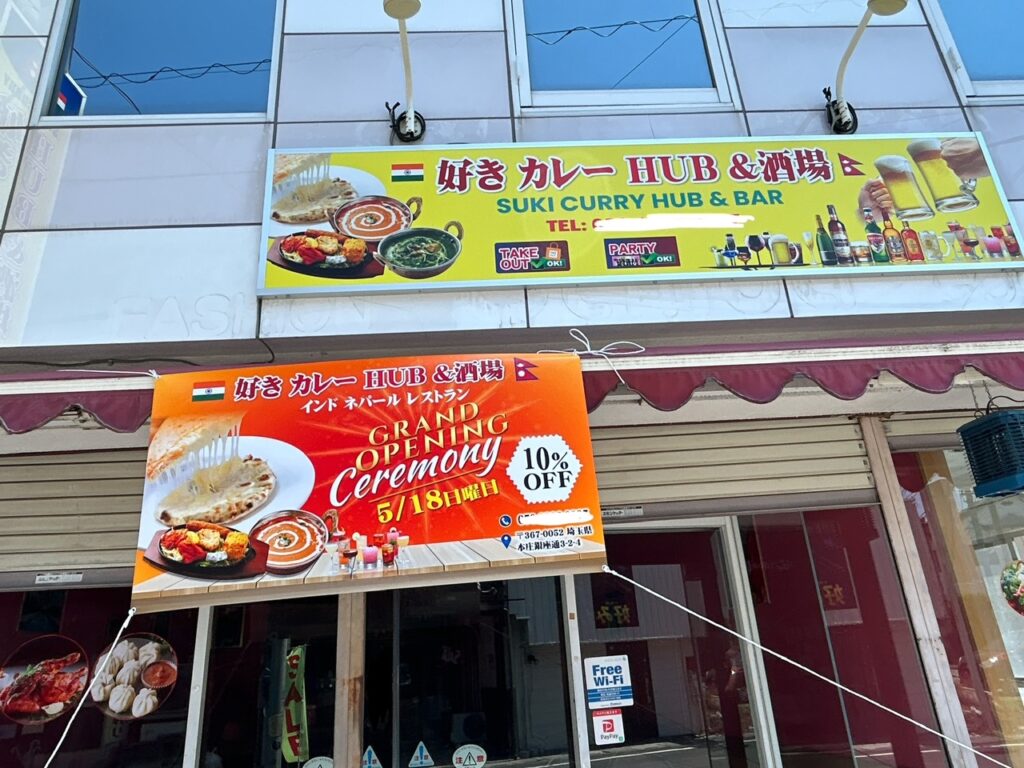 好き カレー HUB &酒場
SUKI CURRY HUB & BAR
TEL:
TAKE OUT OK!
PARTY OK!
FASHION
好き カレー HUB &酒場
インド ネパール レストラン
GRAND
OPENING
Ceremony
5/18日曜日
10%
OFF
〒367-0052 埼玉県
本庄銀座通3-2-4
SALE
Free
Wi-Fi
PayPay
注意